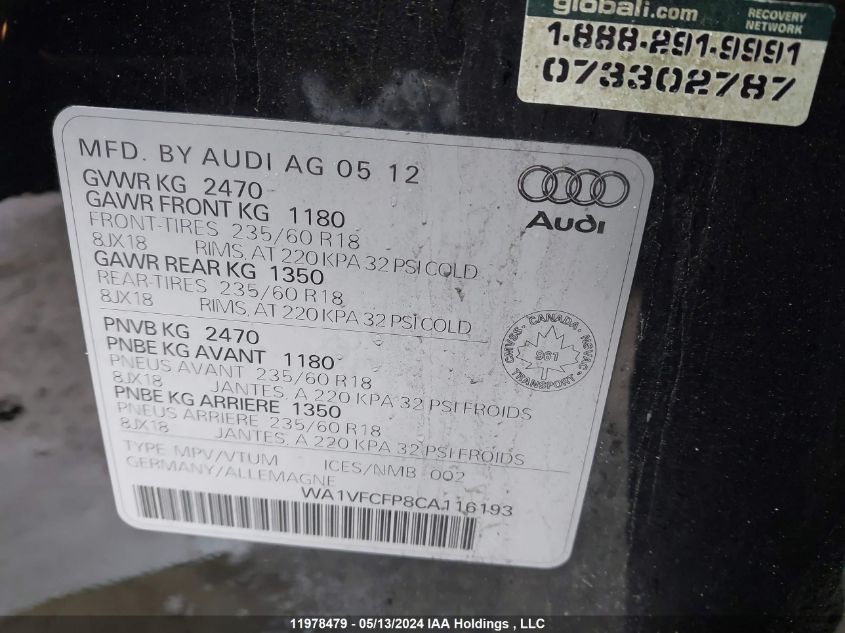 globali.com
RECOVERY
NETWORK
1-888-291-9991
073302787
MFD. BY AUDI AG 05 12
GVWR KG 2470
GAWR FRONT KG 1180
FRONT-TIRES 235/60 R18
8JX18 RIMS, AT 220 KPA 32 PSI COLD
GAWR REAR KG 1350
REAR-TIRES 235/60 R18
8JX18 RIMS, AT 220 KPA 32 PSI COLD
Audi
PNVB KG 2470
PNBE KG AVANT 1180
PNEUS AVANT 235/60 R18
8JX18 JANTES, A 220 KPA 32 PSI FROIDS
PNBE KG ARRIERE 1350
PNEUS ARRIERE 235/60 R18
8JX18 JANTES, A 220 KPA 32 PSI FROIDS
CMVSS- CANADA- NSVAC-
961
TRANSPORT
TYPE MPV/VTUM ICES/NMB 002
GERMANY/ALLEMAGNE
WA1VFCFP8CA116193
11978479 - 05/13/2024 IAA Holdings , LLC